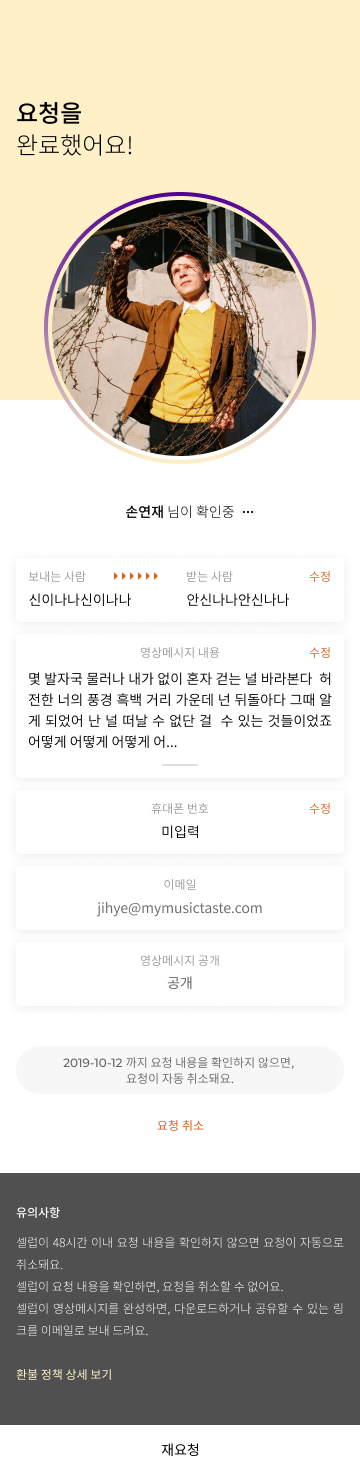 요청을
완료했어요!
손연재 님이 확인중 ···
보내는 사람 받는 사람 수정
신이나나신이나나 안신나나안신나나
영상메시지 내용 수정
몇 발자국 물러나 내가 없이 혼자 걷는 널 바라본다 허
전한 너의 풍경 흑백 거리 가운데 넌 뒤돌아다 그때 알
게 되었어 난 널 떠날 수 없단 걸 수 있는 것들이었죠
어떻게 어떻게 어떻게 어...
휴대폰 번호 수정
미입력
이메일
jihye@mymusictaste.com
영상메시지 공개
공개
2019-10-12 까지 요청 내용을 확인하지 않으면,
요청이 자동 취소돼요.
요청 취소
유의사항
셀럽이 48시간 이내 요청 내용을 확인하지 않으면 요청이 자동으로
취소돼요.
셀럽이 요청 내용을 확인하면, 요청을 취소할 수 없어요.
셀럽이 영상메시지를 완성하면, 다운로드하거나 공유할 수 있는 링
크를 이메일로 보내 드려요.
환불 정책 상세 보기
재요청